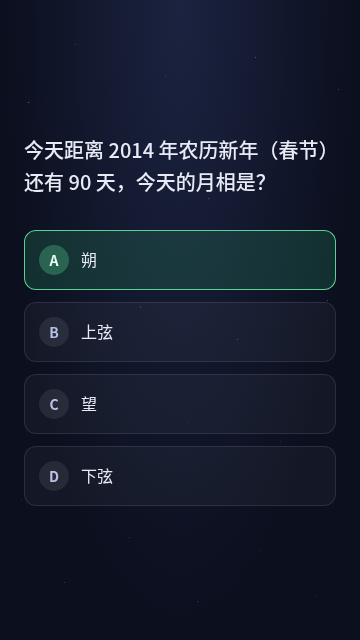 今天距离 2014 年农历新年（春节）
还有 90 天，今天的月相是？
A 朔
B 上弦
C 望
D 下弦